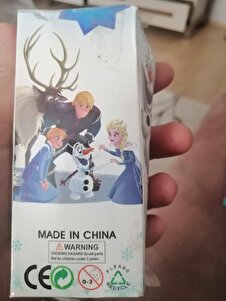 MADE IN CHINA
WARNING
CHOKING HAZARD-Small parts
Not for children under 3 years.
CE
0-3
PLEASE
RECYCLE